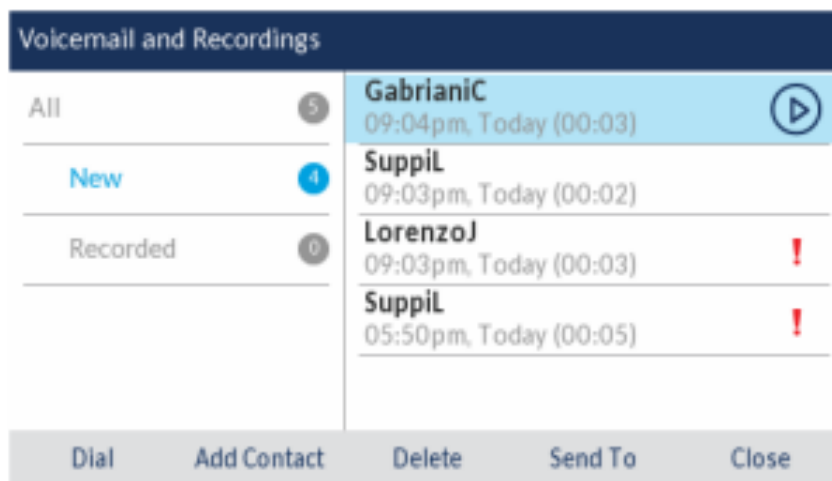 Voicemail and Recordings
All 5
New 4
Recorded 0
GabrianiC
09:04pm, Today (00:03)
SuppiL
09:03pm, Today (00:02)
LorenzoJ
09:03pm, Today (00:03)
!
SuppiL
05:50pm, Today (00:05)
!
Dial Add Contact Delete Send To Close